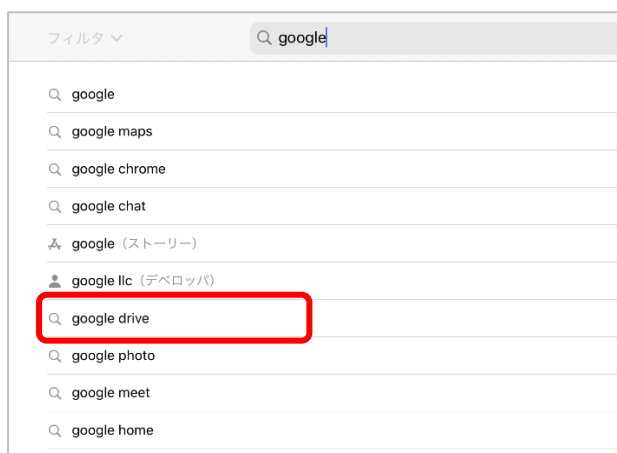 フィルタ google
google
google maps
google chrome
google chat
google（ストーリー）
google llc（デベロッパ）
google drive
google photo
google meet
google home